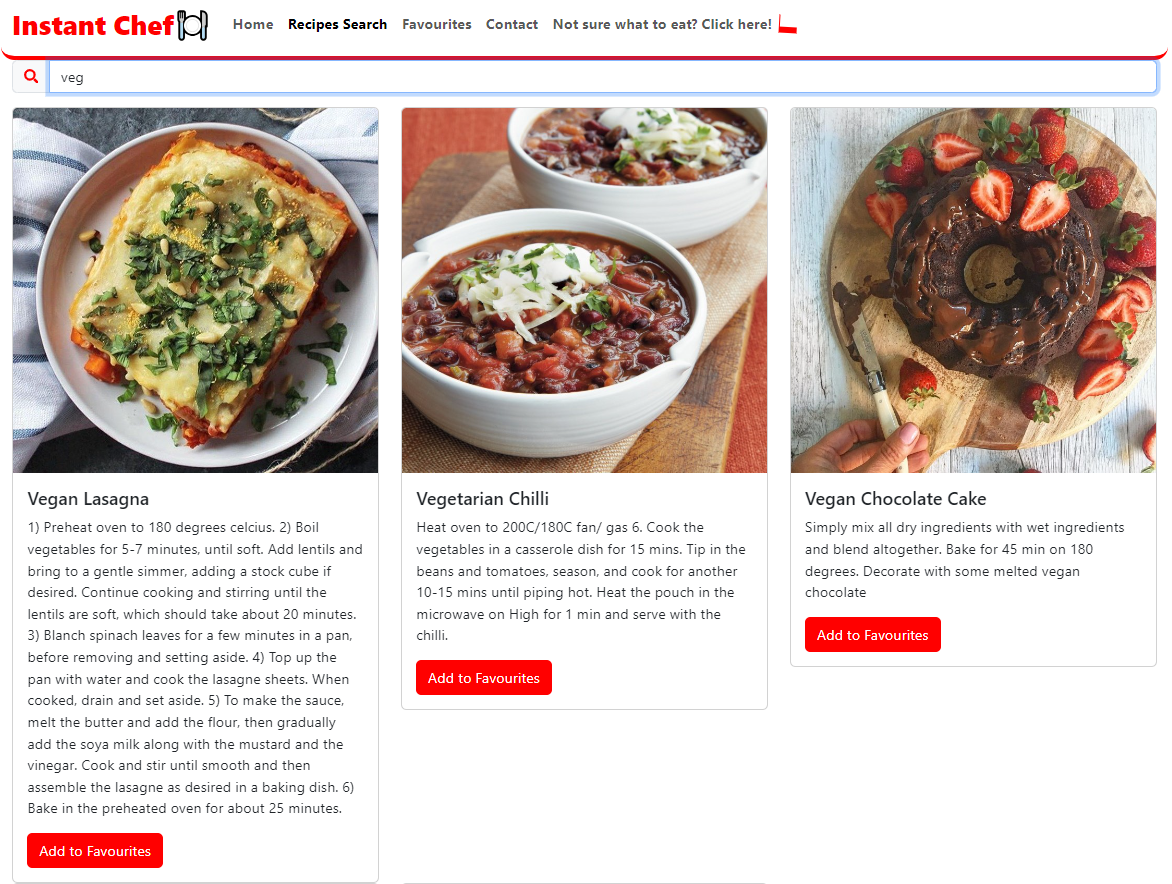 Instant Chef
Home Recipes Search Favourites Contact Not sure what to eat? Click here!
veg
Vegan Lasagna
1) Preheat oven to 180 degrees celcius. 2) Boil
vegetables for 5-7 minutes, until soft. Add lentils and
bring to a gentle simmer, adding a stock cube if
desired. Continue cooking and stirring until the
lentils are soft, which should take about 20 minutes.
3) Blanch spinach leaves for a few minutes in a pan,
before removing and setting aside. 4) Top up the
pan with water and cook the lasagne sheets. When
cooked, drain and set aside. 5) To make the sauce,
melt the butter and add the flour, then gradually
add the soya milk along with the mustard and the
vinegar. Cook and stir until smooth and then
assemble the lasagne as desired in a baking dish. 6)
Bake in the preheated oven for about 25 minutes.
Add to Favourites
Vegetarian Chilli
Heat oven to 200C/180C fan/ gas 6. Cook the
vegetables in a casserole dish for 15 mins. Tip in the
beans and tomatoes, season, and cook for another
10-15 mins until piping hot. Heat the pouch in the
microwave on High for 1 min and serve with the
chilli.
Add to Favourites
Vegan Chocolate Cake
Simply mix all dry ingredients with wet ingredients
and blend altogether. Bake for 45 min on 180
degrees. Decorate with some melted vegan
chocolate
Add to Favourites